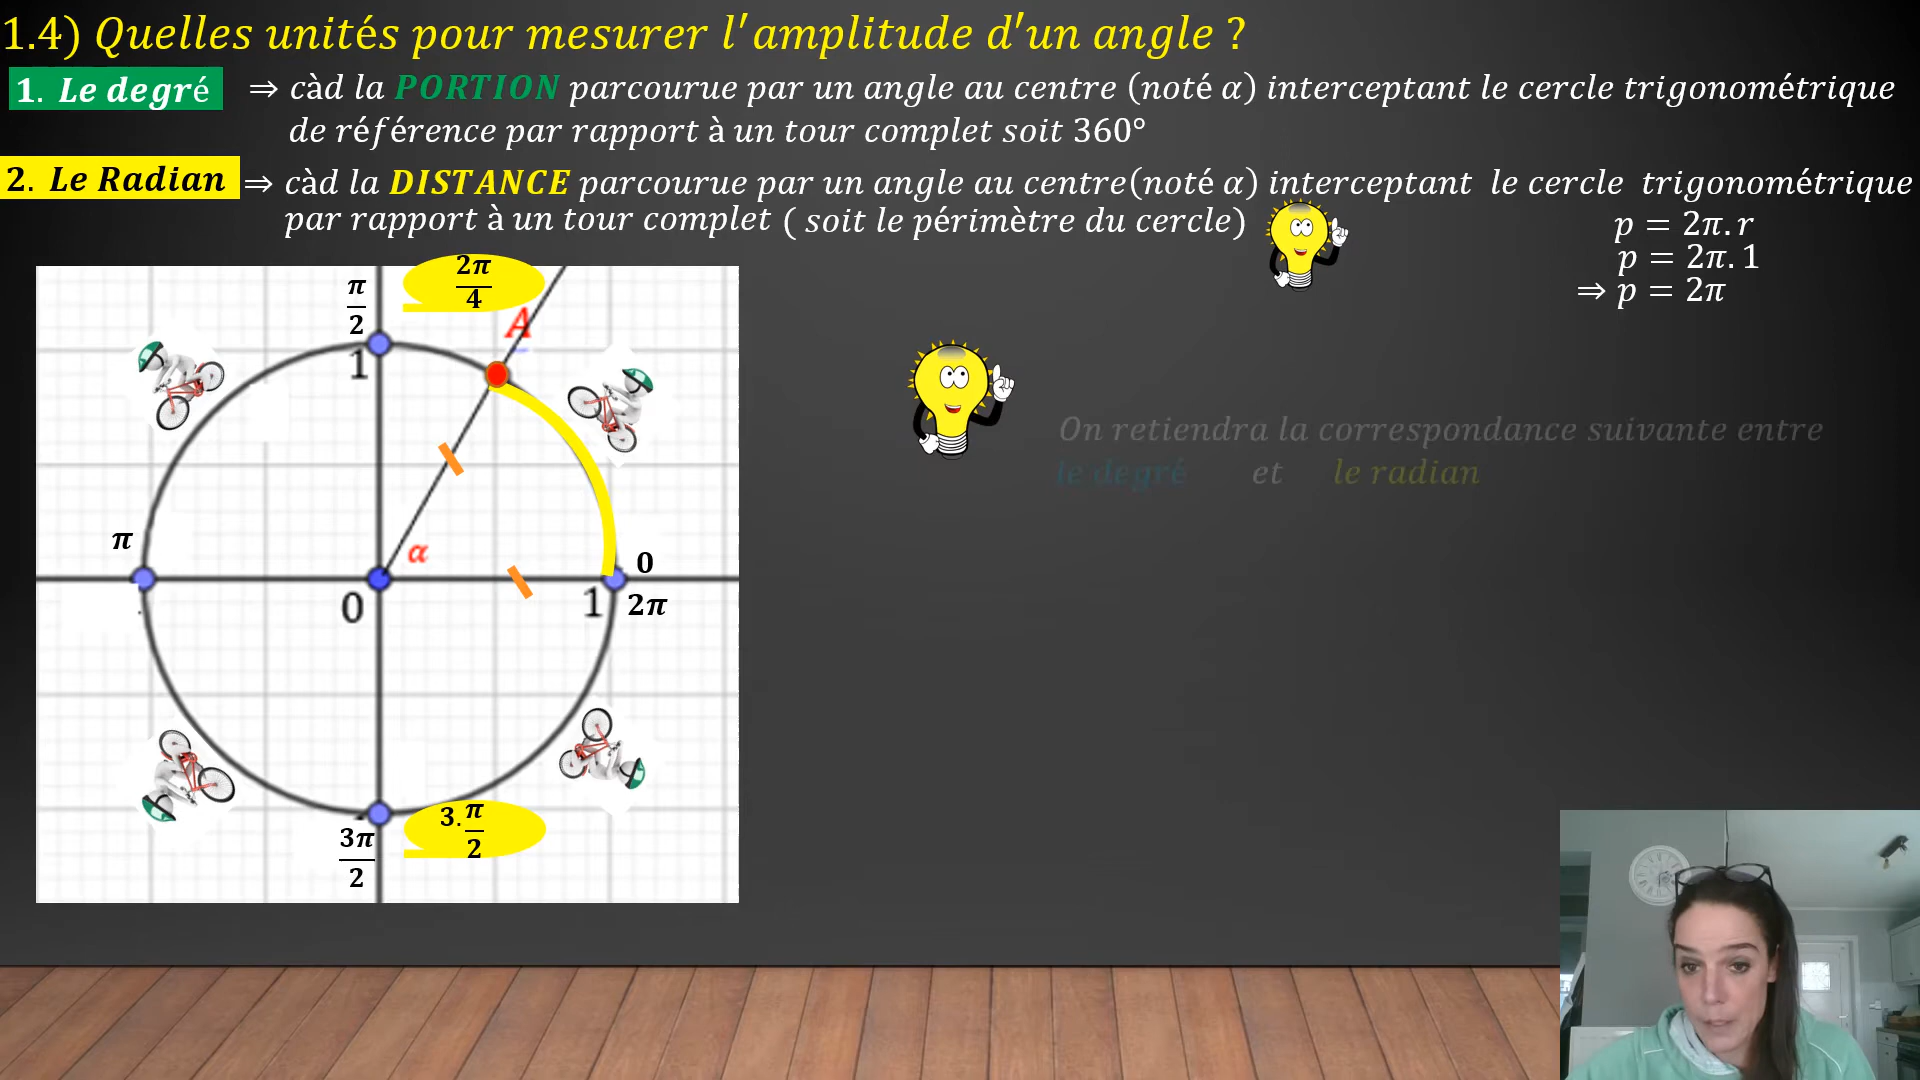 1.4) Quelles unités pour mesurer l'amplitude d'un angle ?
1. Le degré ⇒ càd la PORTION parcourue par un angle au centre (noté α) interceptant le cercle trigonométrique
de référence par rapport à un tour complet soit 360°
2. Le Radian ⇒ càd la DISTANCE parcourue par un angle au centre(noté α) interceptant le cercle trigonométrique
par rapport à un tour complet ( soit le périmètre du cercle)
p = 2π.r
p = 2π.1
⇒ p = 2π
π/2
2π/4
A
1
On retiendra la correspondance suivante entre
le degré et le radian
π
α
0
0
1
2π
3π/2
3.π/2